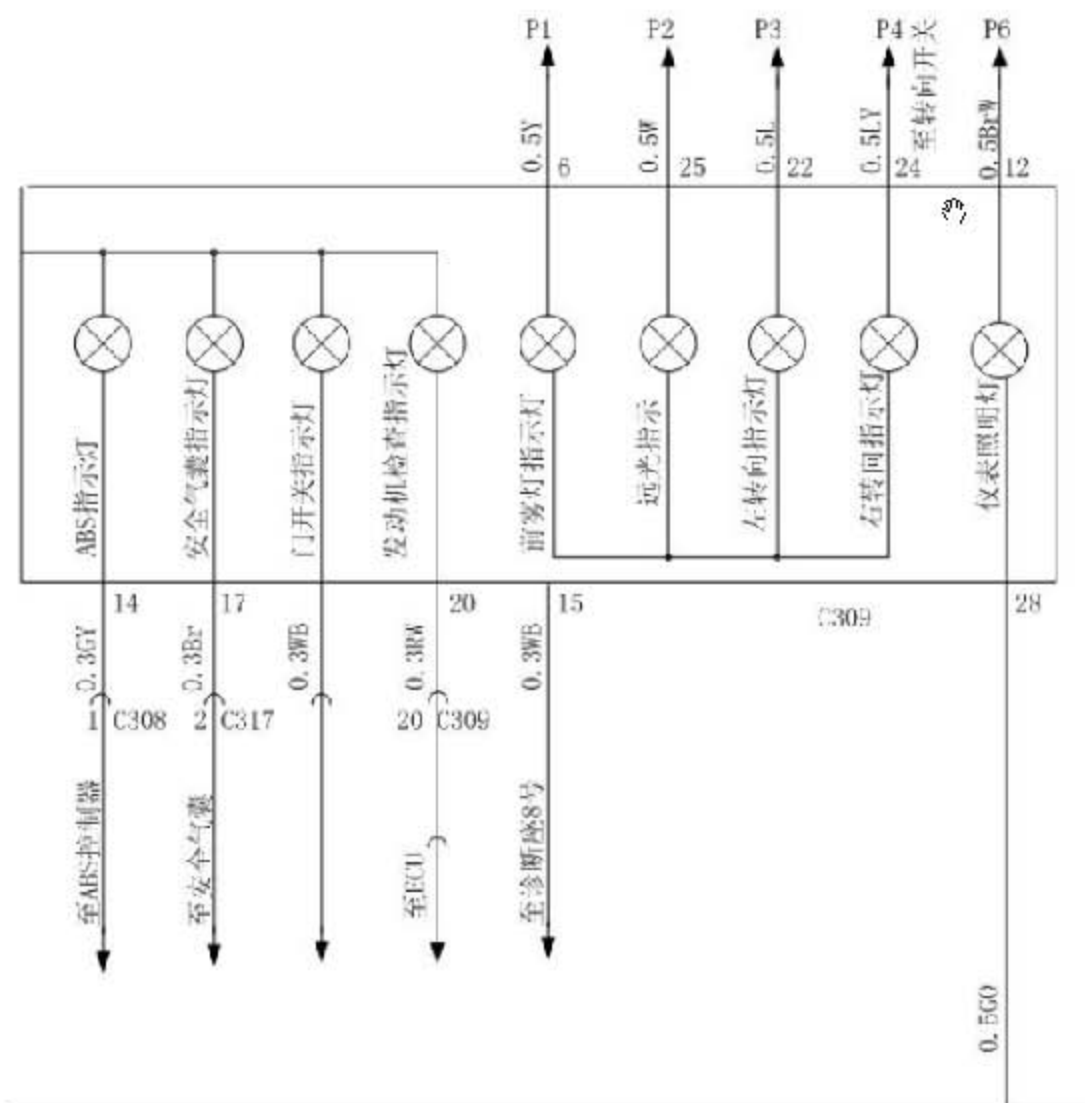 P1
P2
P3
P4
P6
至转向开关
0.5Y
0.5W
0.5L
0.5LY
0.5BrW
6
25
22
24
12
ABS指示灯
安全气囊指示灯
门开关指示灯
发动机检查指示灯
前雾灯指示灯
远光指示
左转向指示灯
右转向指示灯
仪表照明灯
14
17
20
15
C309
28
0.3GY
0.3Br
0.3WB
0.3RW
0.3WB
1 C308
2 C317
20 C309
至ABS控制器
至安全气囊
至ECU
至诊断座8号
0.5GO